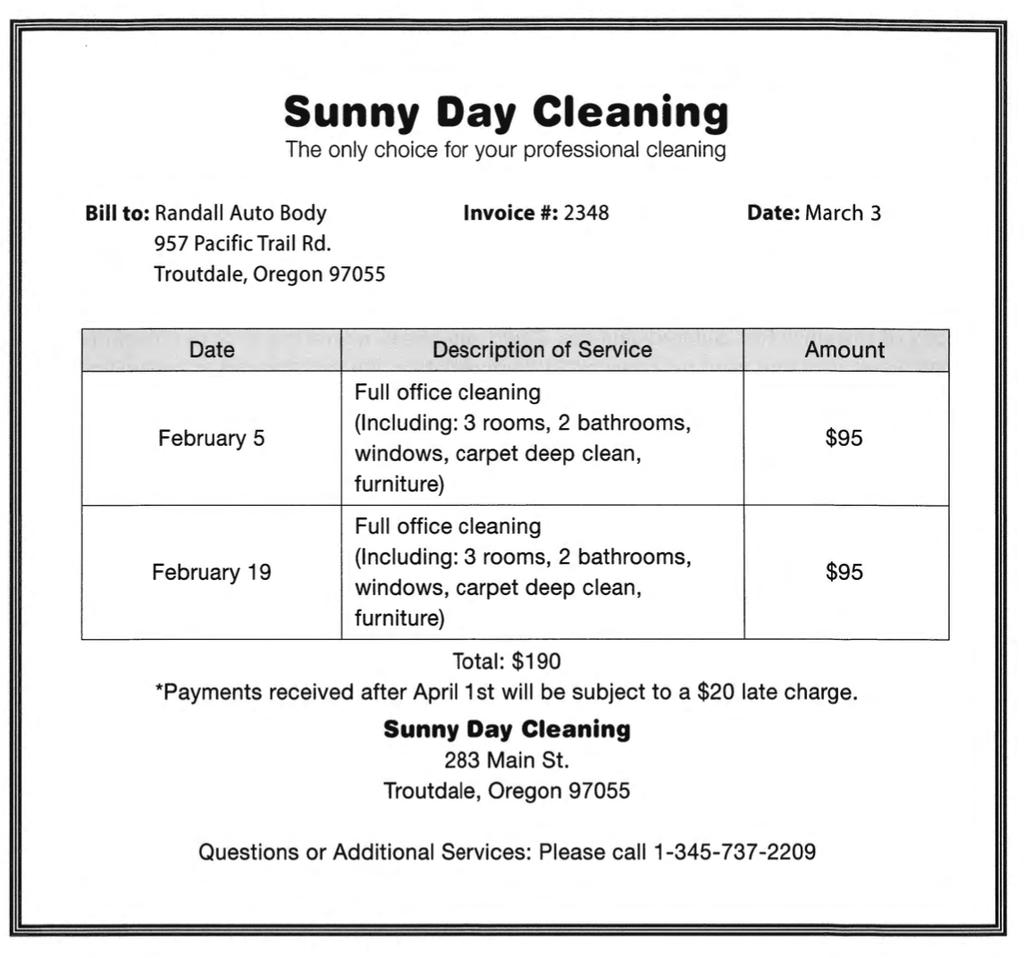 Sunny Day Cleaning
The only choice for your professional cleaning
Bill to: Randall Auto Body
957 Pacific Trail Rd.
Troutdale, Oregon 97055
Invoice #: 2348
Date: March 3
Date Description of Service Amount
February 5
Full office cleaning
(Including: 3 rooms, 2 bathrooms,
windows, carpet deep clean,
furniture)
$95
February 19
Full office cleaning
(Including: 3 rooms, 2 bathrooms,
windows, carpet deep clean,
furniture)
$95
Total: $190
*Payments received after April 1st will be subject to a $20 late charge.
Sunny Day Cleaning
283 Main St.
Troutdale, Oregon 97055
Questions or Additional Services: Please call 1-345-737-2209